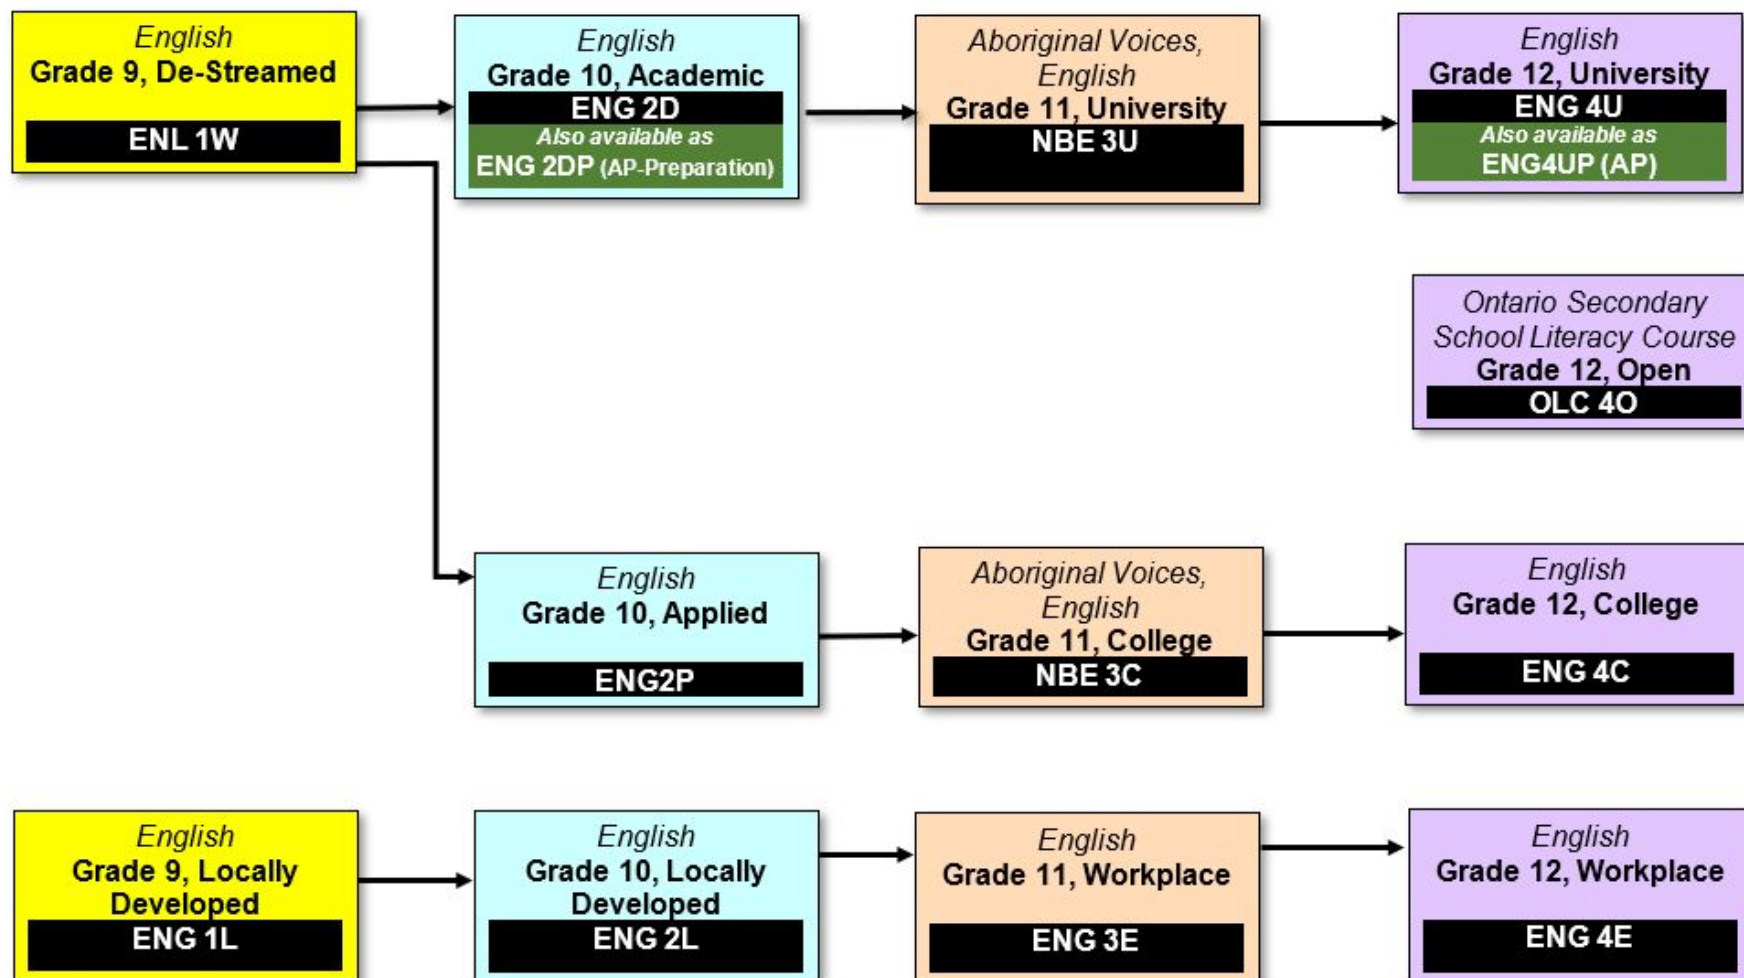 English
Grade 9, De-Streamed
ENL 1W
English
Grade 10, Academic
ENG 2D
Also available as
ENG 2DP (AP-Preparation)
Aboriginal Voices,
English
Grade 11, University
NBE 3U
English
Grade 12, University
ENG 4U
Also available as
ENG4UP (AP)
Ontario Secondary
School Literacy Course
Grade 12, Open
OLC 4O
English
Grade 10, Applied
ENG2P
Aboriginal Voices,
English
Grade 11, College
NBE 3C
English
Grade 12, College
ENG 4C
English
Grade 9, Locally
Developed
ENG 1L
English
Grade 10, Locally
Developed
ENG 2L
English
Grade 11, Workplace
ENG 3E
English
Grade 12, Workplace
ENG 4E